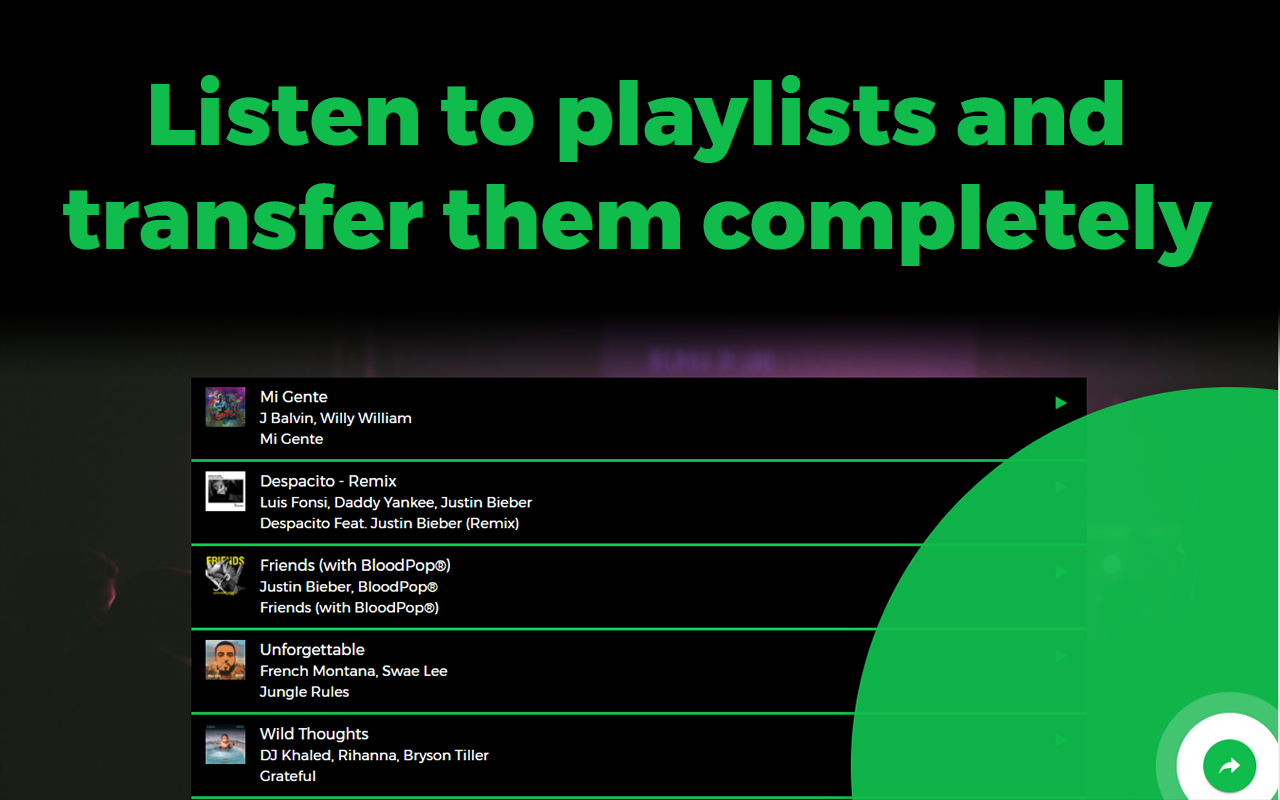 Listen to playlists and
transfer them completely
Mi Gente
J Balvin, Willy William
Mi Gente
Despacito - Remix
Luis Fonsi, Daddy Yankee, Justin Bieber
Despacito Feat. Justin Bieber (Remix)
FRIENDS
Friends (with BloodPop®)
Justin Bieber, BloodPop®
Friends (with BloodPop®)
Unforgettable
French Montana, Swae Lee
Jungle Rules
Wild Thoughts
DJ Khaled, Rihanna, Bryson Tiller
Grateful